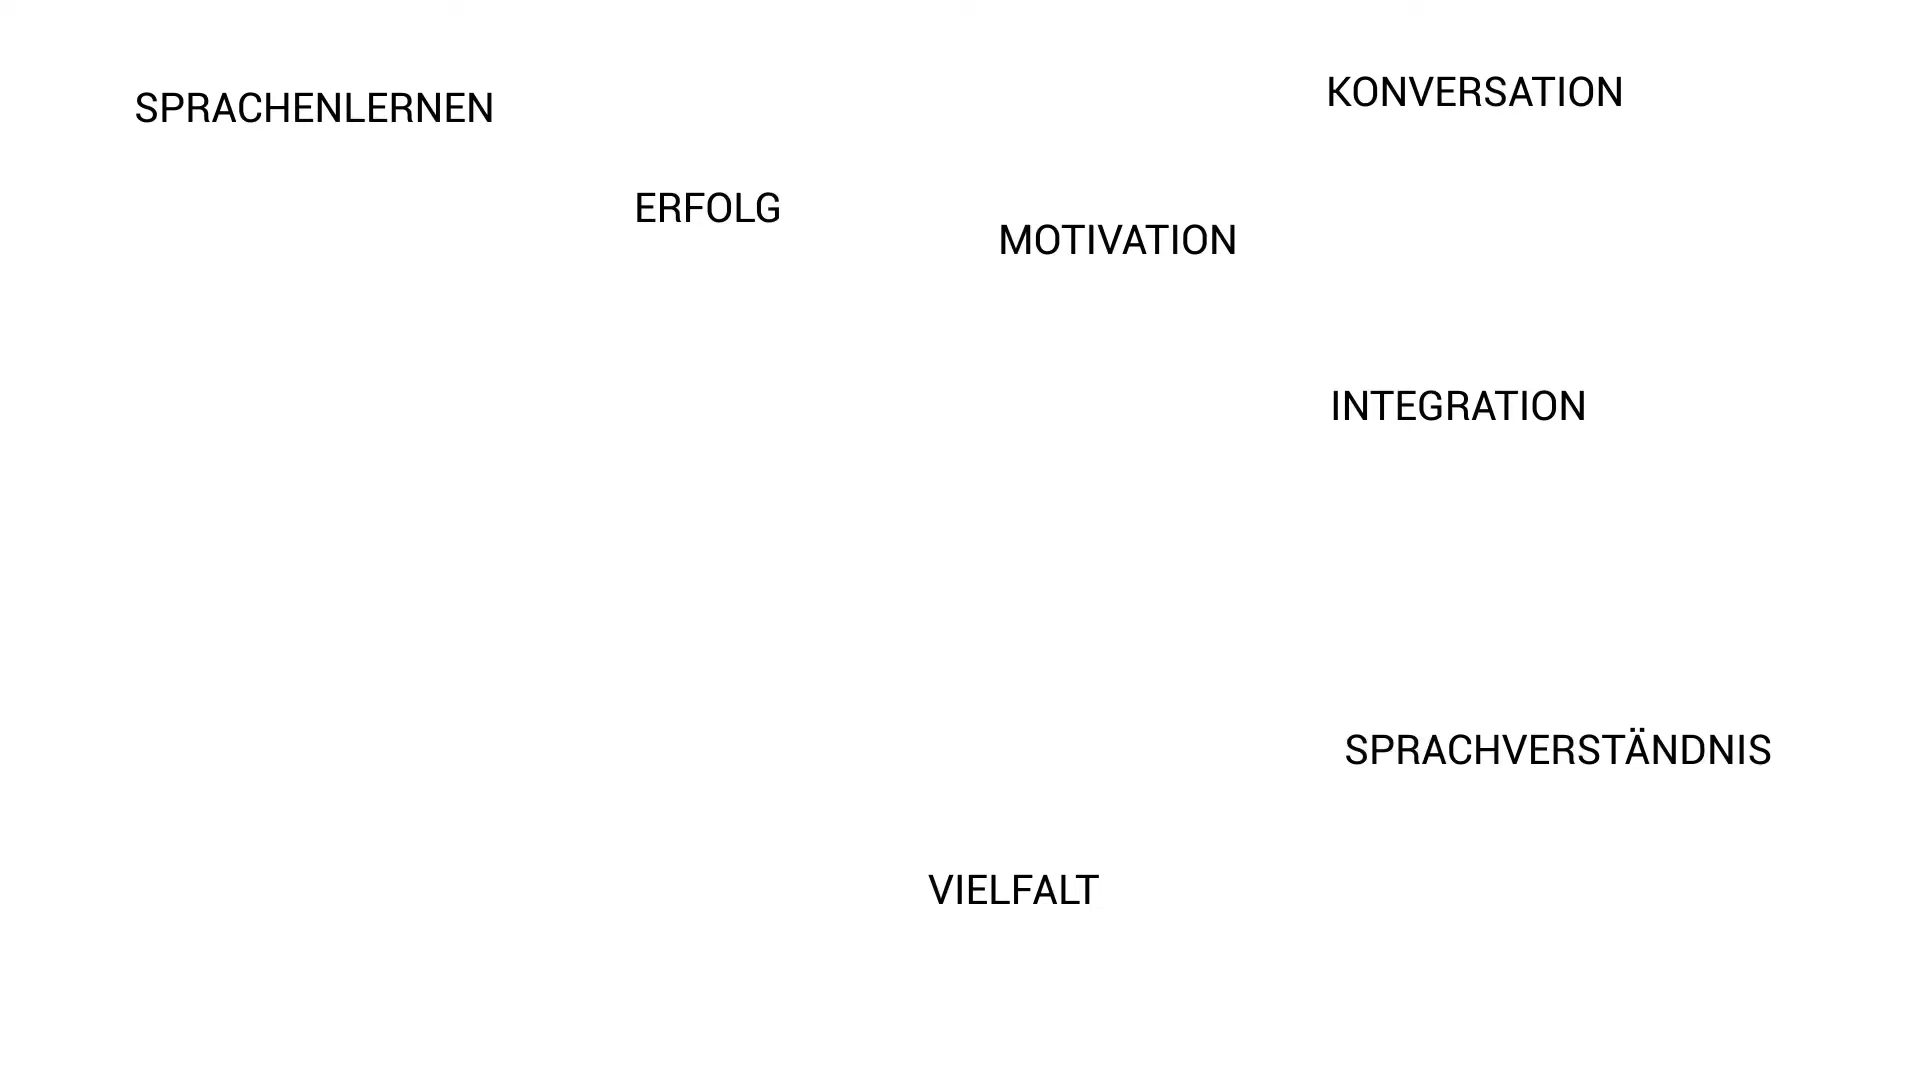 SPRACHENLERNEN
KONVERSATION
ERFOLG
MOTIVATION
INTEGRATION
SPRACHVERSTÄNDNIS
VIELFALT